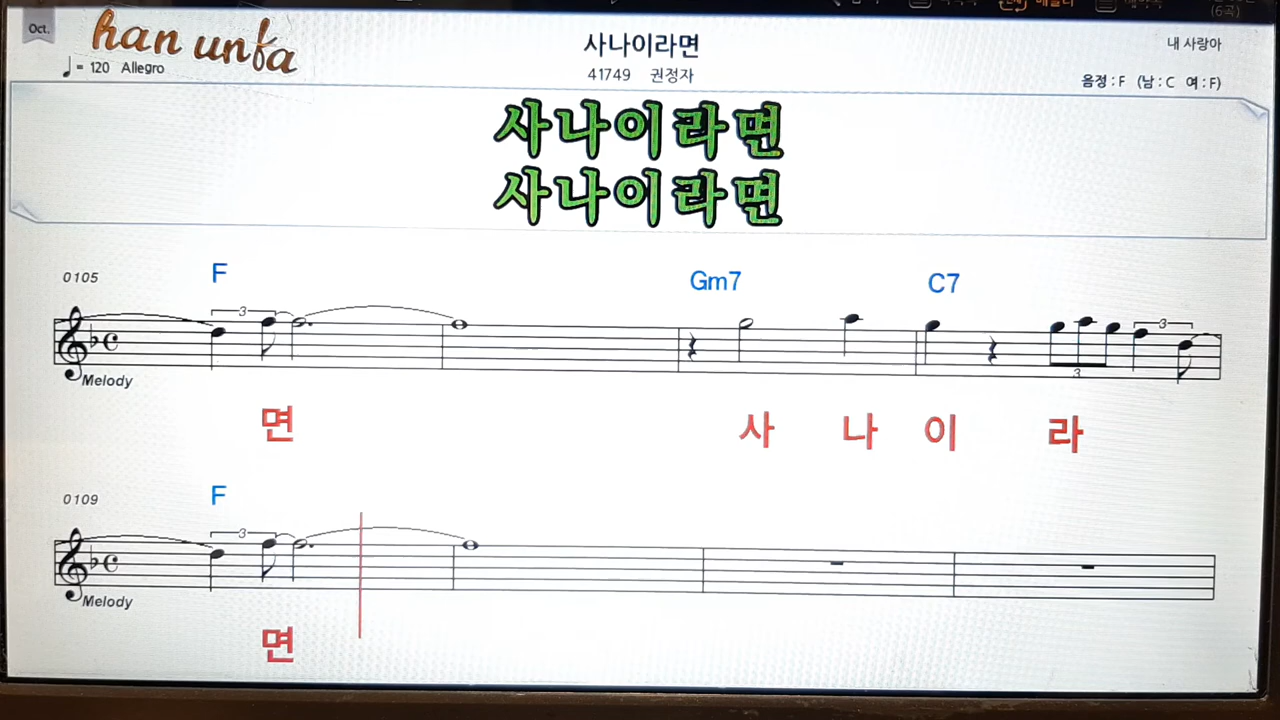 (6곡)
Oct.
han unfa
♩ = 120 Allegro
사나이라면
41749 권정자
내 사랑아
음정 : F (남 : C 여 : F)
사나이라면
사나이라면
0105 F Gm7 C7
3 3
3
Melody
면 사 나 이 라
0109 F
3
Melody
면